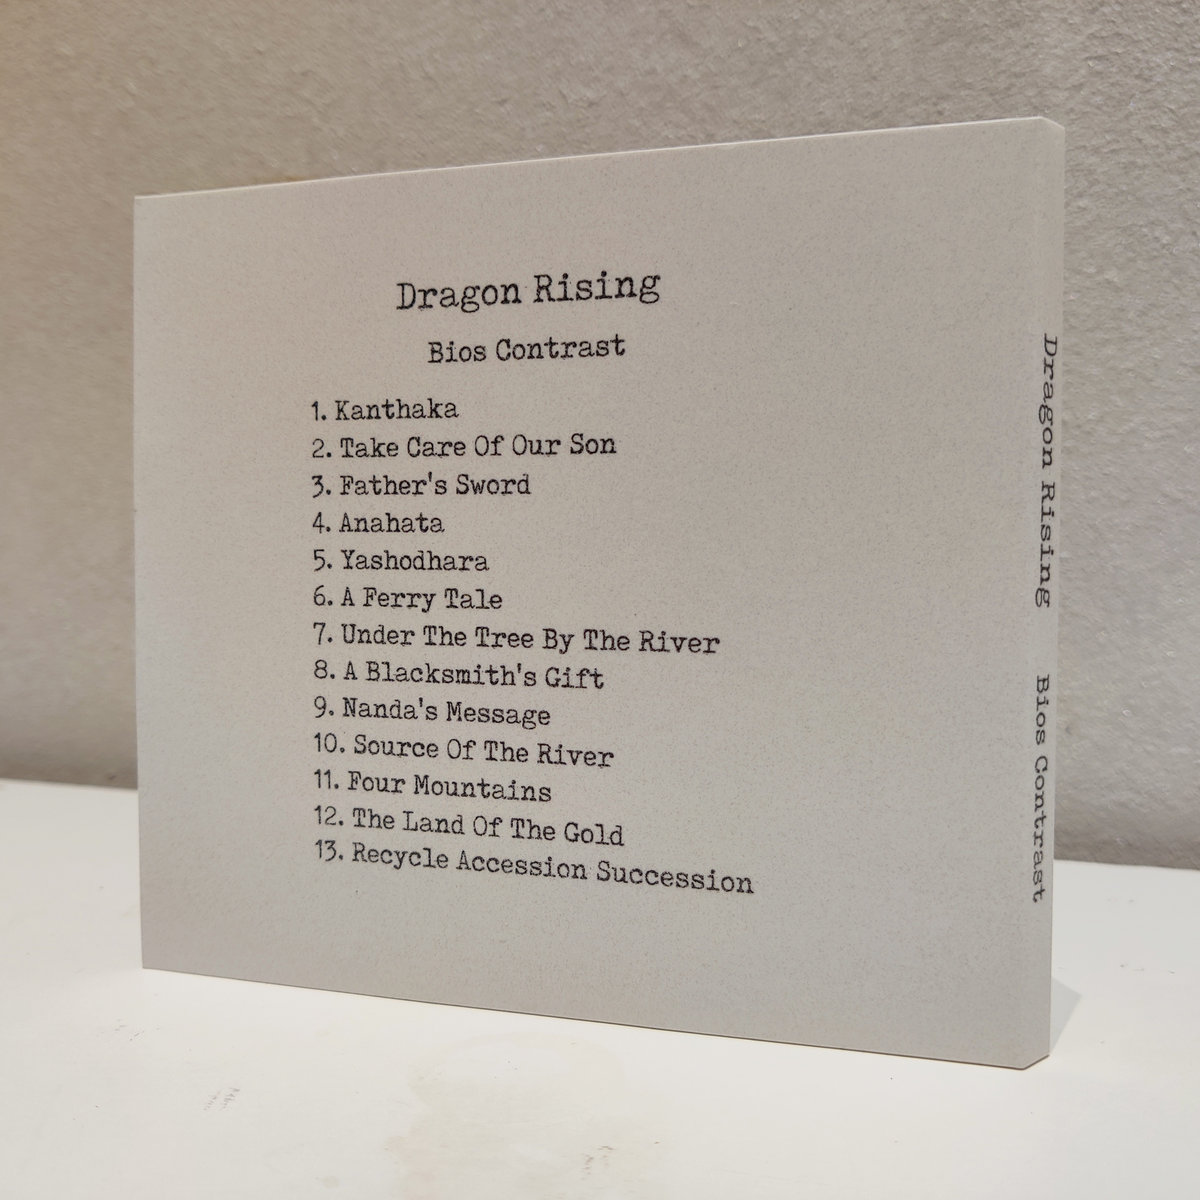 Dragon Rising
Bios Contrast
1. Kanthaka
2. Take Care Of Our Son
3. Father's Sword
4. Anahata
5. Yashodhara
6. A Ferry Tale
7. Under The Tree By The River
8. A Blacksmith's Gift
9. Nanda's Message
10. Source Of The River
11. Four Mountains
12. The Land Of The Gold
13. Recycle Accession Succession
Dragon Rising Bios Contrast